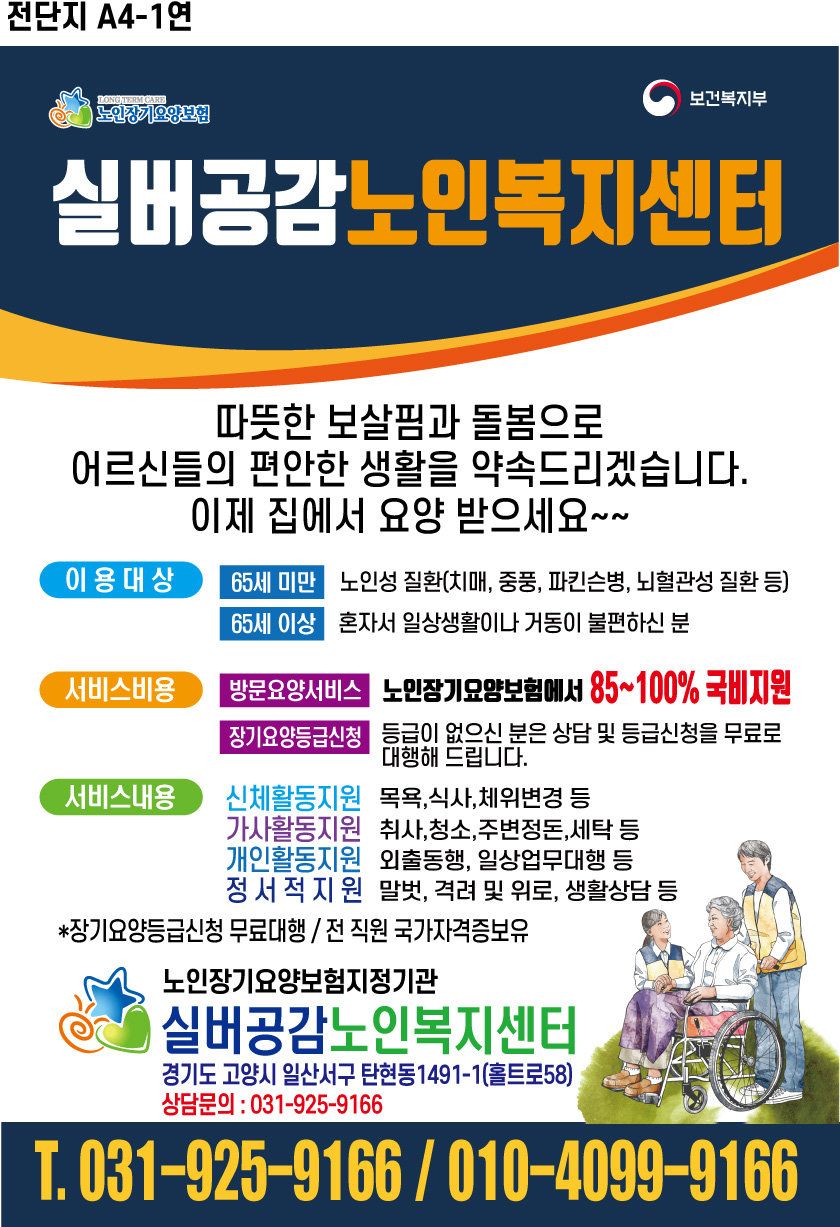 전단지 A4-1연
LONG TERM CARE
노인장기요양보험
보건복지부
실버공감노인복지센터
따뜻한 보살핌과 돌봄으로
어르신들의 편안한 생활을 약속드리겠습니다.
이제 집에서 요양 받으세요~~
이용대상
65세 미만 노인성 질환(치매, 중풍, 파킨슨병, 뇌혈관성 질환 등)
65세 이상 혼자서 일상생활이나 거동이 불편하신 분
서비스비용
방문요양서비스 노인장기요양보험에서 85~100% 국비지원
장기요양등급신청 등급이 없으신 분은 상담 및 등급신청을 무료로
대행해 드립니다.
서비스내용
신체활동지원 목욕,식사,체위변경 등
가사활동지원 취사,청소,주변정돈,세탁 등
개인활동지원 외출동행, 일상업무대행 등
정서적지원 말벗, 격려 및 위로, 생활상담 등
*장기요양등급신청 무료대행 / 전 직원 국가자격증보유
노인장기요양보험지정기관
실버공감노인복지센터
경기도 고양시 일산서구 탄현동1491-1(홀트로58)
상담문의 : 031-925-9166
T. 031-925-9166 / 010-4099-9166